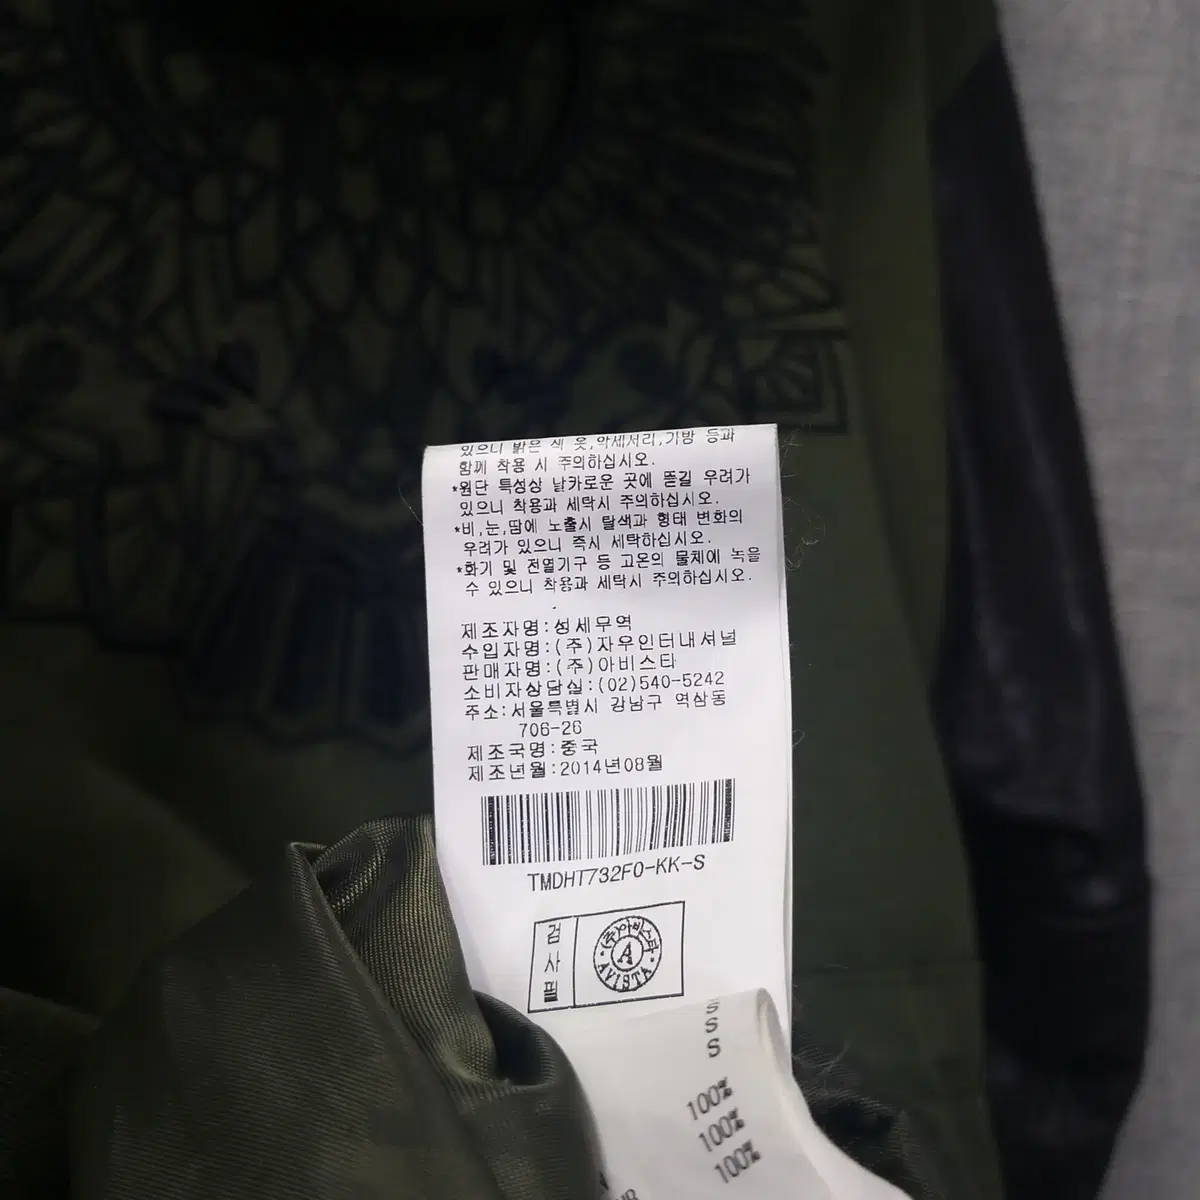 있으니 밝은 색 옷,악세서리,가방 등과
함께 착용 시 주의하십시오.
*원단 특성상 날카로운 곳에 뜯길 우려가
있으니 착용과 세탁시 주의하십시오.
*비,눈,땀에 노출시 탈색과 형태 변화의
우려가 있으니 즉시 세탁하십시오.
*화기 및 전열기구 등 고온의 물체에 녹을
수 있으니 착용과 세탁시 주의하십시오.
제조자명:성세무역
수입자명:(주)자우인터내셔널
판매자명:(주)아비스타
소비자상담실:(02)540-5242
주소:서울특별시 강남구 역삼동
706-26
제조국명:중국
제조년월:2014년08월
TMDHT732F0-KK-S
검사필
(주)아비스타
A
AVISTA
S
S
S
100%
100%
100%